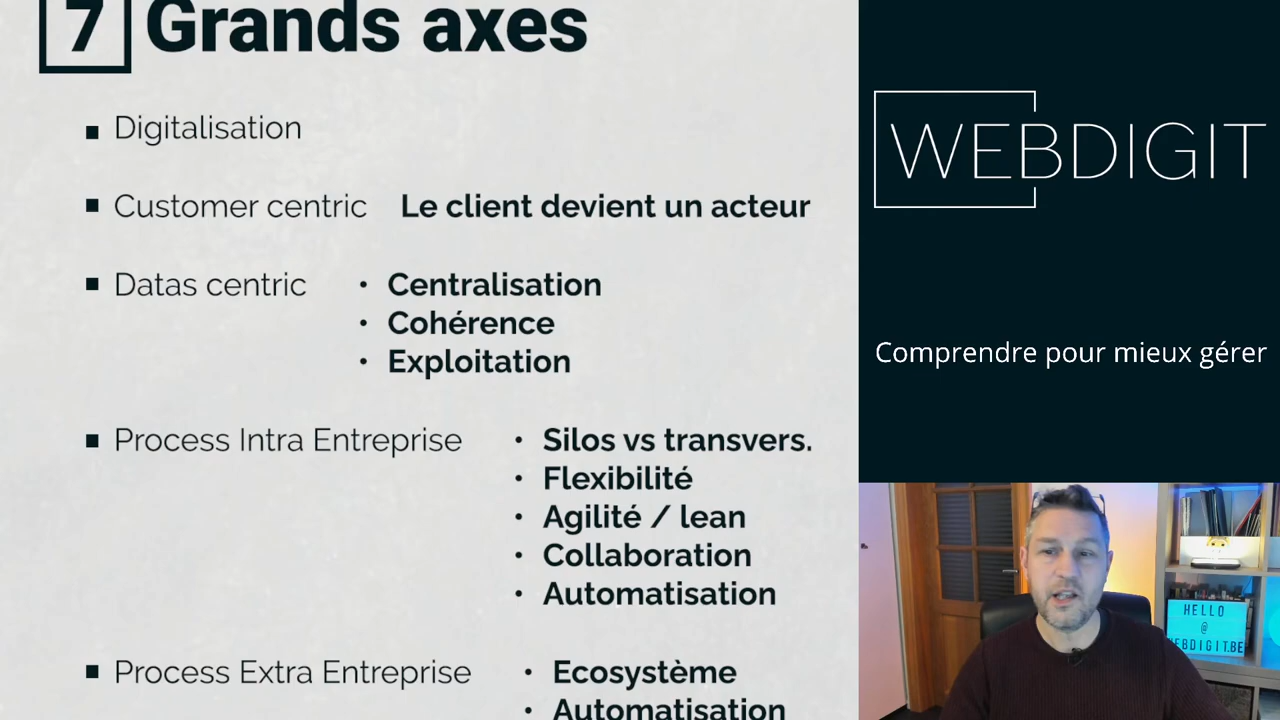 7 Grands axes
Digitalisation
Customer centric Le client devient un acteur
Datas centric • Centralisation
• Cohérence
• Exploitation
Process Intra Entreprise • Silos vs transvers.
• Flexibilité
• Agilité / lean
• Collaboration
• Automatisation
Process Extra Entreprise • Ecosystème
• Automatisation
WEBDIGIT
Comprendre pour mieux gérer
HELLO
@
WEBDIGIT.BE